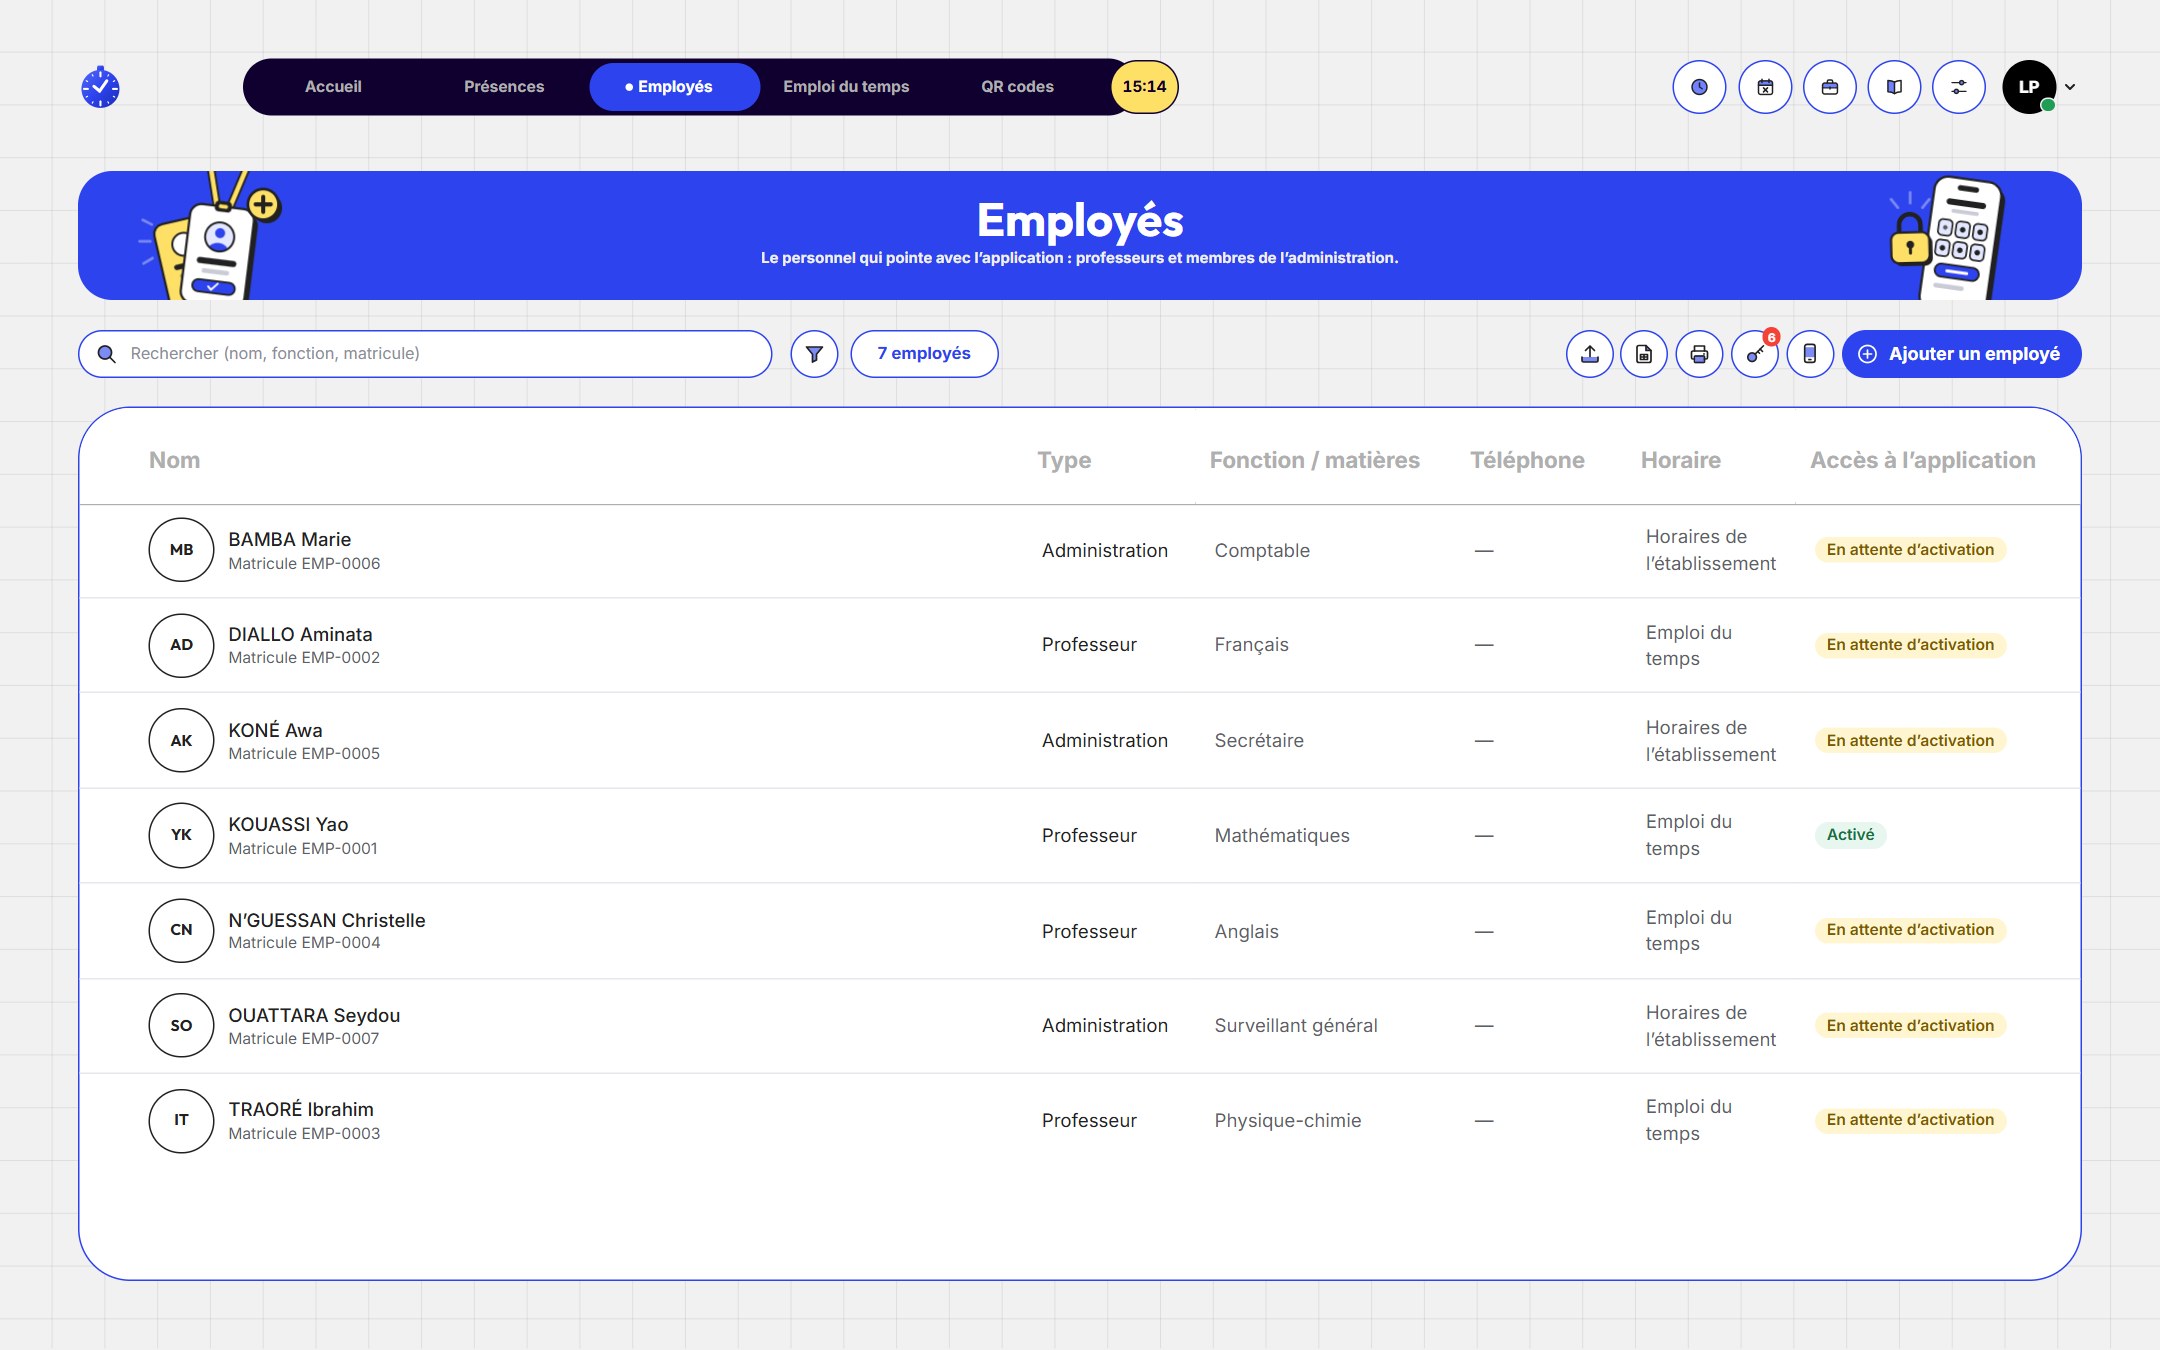 Accueil
Présences
Employés
Emploi du temps
QR codes
15:14
LP
Employés
Le personnel qui pointe avec l’application : professeurs et membres de l’administration.
Rechercher (nom, fonction, matricule)
7 employés
6
Ajouter un employé
Nom
Type
Fonction / matières
Téléphone
Horaire
Accès à l’application
MB
BAMBA Marie
Matricule EMP-0006
Administration
Comptable
—
Horaires de
l’établissement
En attente d’activation
AD
DIALLO Aminata
Matricule EMP-0002
Professeur
Français
—
Emploi du
temps
En attente d’activation
AK
KONÉ Awa
Matricule EMP-0005
Administration
Secrétaire
—
Horaires de
l’établissement
En attente d’activation
YK
KOUASSI Yao
Matricule EMP-0001
Professeur
Mathématiques
—
Emploi du
temps
Activé
CN
N’GUESSAN Christelle
Matricule EMP-0004
Professeur
Anglais
—
Emploi du
temps
En attente d’activation
SO
OUATTARA Seydou
Matricule EMP-0007
Administration
Surveillant général
—
Horaires de
l’établissement
En attente d’activation
IT
TRAORÉ Ibrahim
Matricule EMP-0003
Professeur
Physique-chimie
—
Emploi du
temps
En attente d’activation